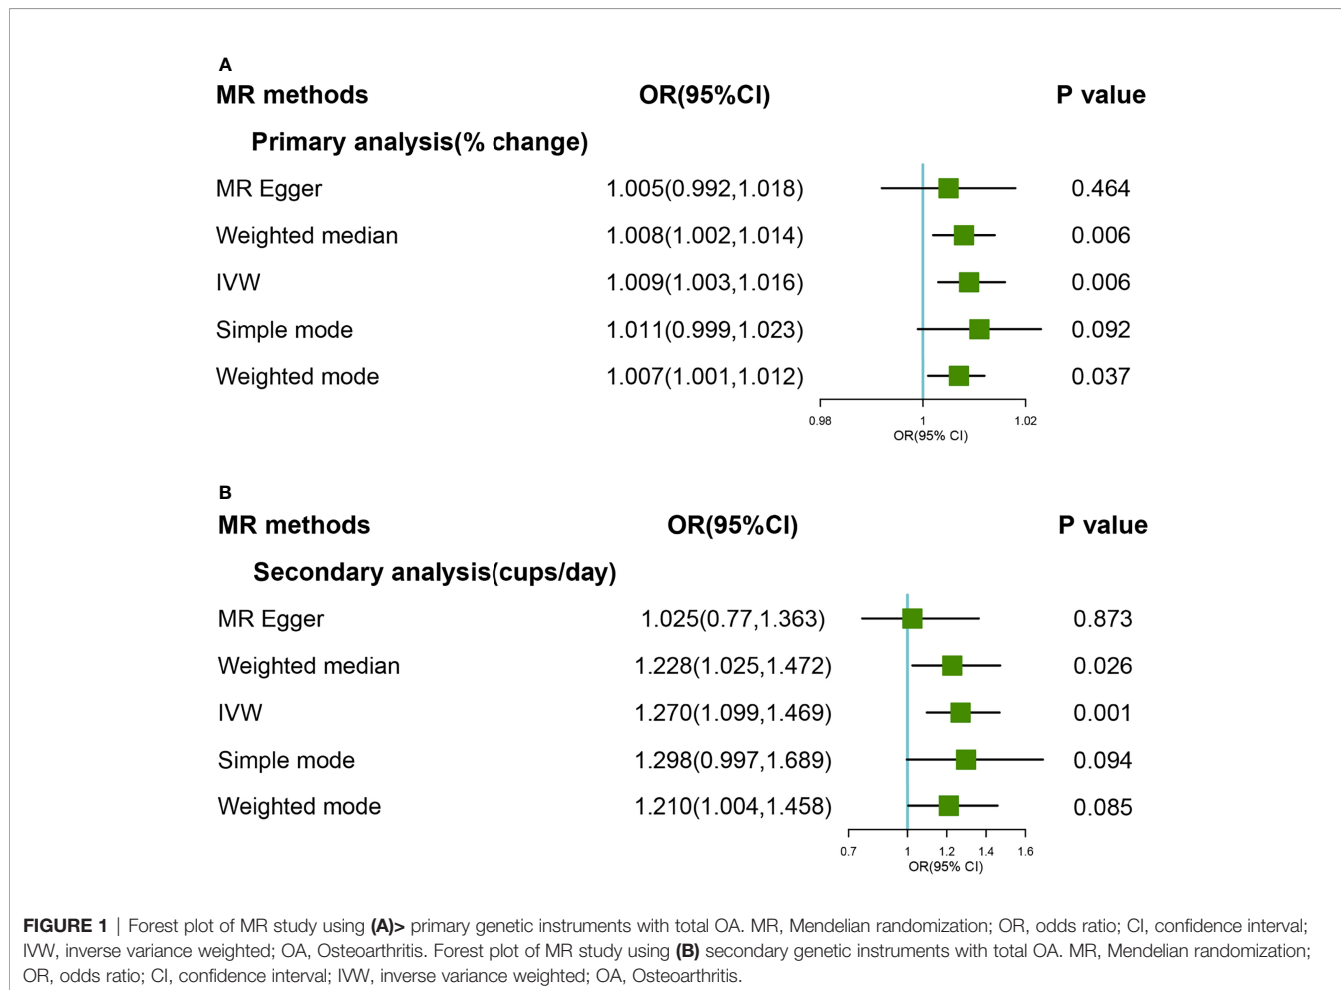 A
MR methods OR(95%CI) P value
Primary analysis(% change)
MR Egger 1.005(0.992,1.018) 0.464
Weighted median 1.008(1.002,1.014) 0.006
IVW 1.009(1.003,1.016) 0.006
Simple mode 1.011(0.999,1.023) 0.092
Weighted mode 1.007(1.001,1.012) 0.037
0.98 1 1.02
OR(95% CI)
B
MR methods OR(95%CI) P value
Secondary analysis(cups/day)
MR Egger 1.025(0.77,1.363) 0.873
Weighted median 1.228(1.025,1.472) 0.026
IVW 1.270(1.099,1.469) 0.001
Simple mode 1.298(0.997,1.689) 0.094
Weighted mode 1.210(1.004,1.458) 0.085
0.7 1 1.2 1.4 1.6
OR(95% CI)
FIGURE 1 | Forest plot of MR study using (A)> primary genetic instruments with total OA. MR, Mendelian randomization; OR, odds ratio; CI, confidence interval;
IVW, inverse variance weighted; OA, Osteoarthritis. Forest plot of MR study using (B) secondary genetic instruments with total OA. MR, Mendelian randomization;
OR, odds ratio; CI, confidence interval; IVW, inverse variance weighted; OA, Osteoarthritis.